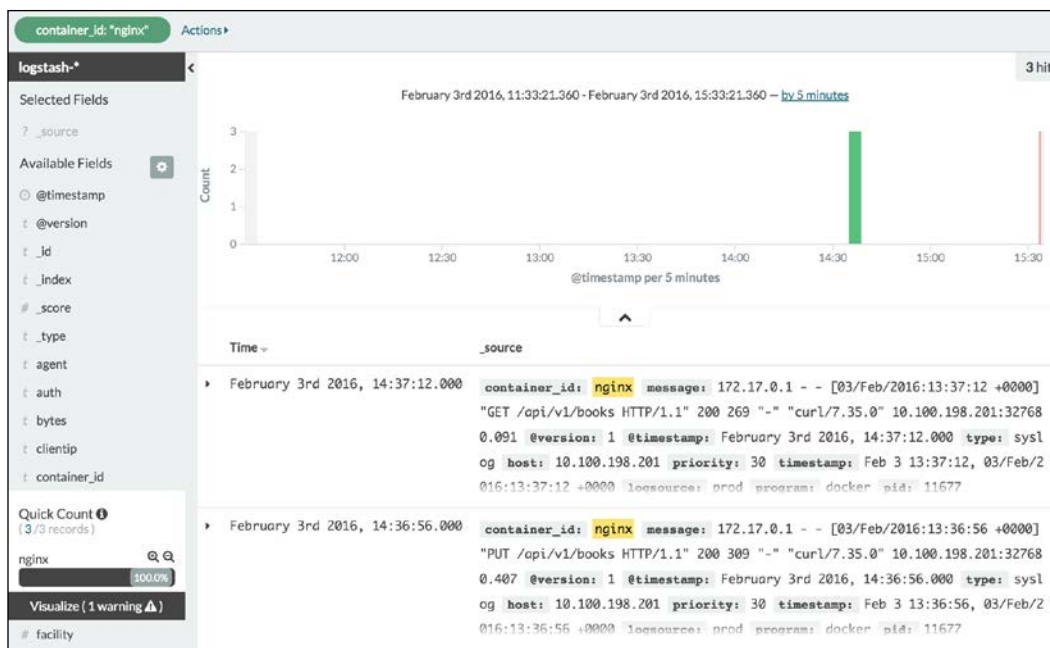 container_id: "nginx" Actions
logstash-*
3 hit
Selected Fields
? _source
Available Fields
@timestamp
t @version
t _id
t _index
# _score
t _type
t agent
t auth
t bytes
t clientip
t container_id
Quick Count
(3/3 records)
nginx
100.0%
Visualize ( 1 warning )
# facility
February 3rd 2016, 11:33:21.360 - February 3rd 2016, 15:33:21.360 — by 5 minutes
Count
3
2
1
0
12:00 12:30 13:00 13:30 14:00 14:30 15:00 15:30
@timestamp per 5 minutes
Time _source
February 3rd 2016, 14:37:12.000 container_id: nginx message: 172.17.0.1 - - [03/Feb/2016:13:37:12 +0000]
"GET /api/v1/books HTTP/1.1" 200 269 "-" "curl/7.35.0" 10.100.198.201:32768
0.091 @version: 1 @timestamp: February 3rd 2016, 14:37:12.000 type: sysl
og host: 10.100.198.201 priority: 30 timestamp: Feb 3 13:37:12, 03/Feb/2
016:13:37:12 +0000 logsource: prod program: docker pid: 11677
February 3rd 2016, 14:36:56.000 container_id: nginx message: 172.17.0.1 - - [03/Feb/2016:13:36:56 +0000]
"PUT /api/v1/books HTTP/1.1" 200 309 "-" "curl/7.35.0" 10.100.198.201:32768
0.407 @version: 1 @timestamp: February 3rd 2016, 14:36:56.000 type: sysl
og host: 10.100.198.201 priority: 30 timestamp: Feb 3 13:36:56, 03/Feb/2
016:13:36:56 +0000 logsource: prod program: docker pid: 11677